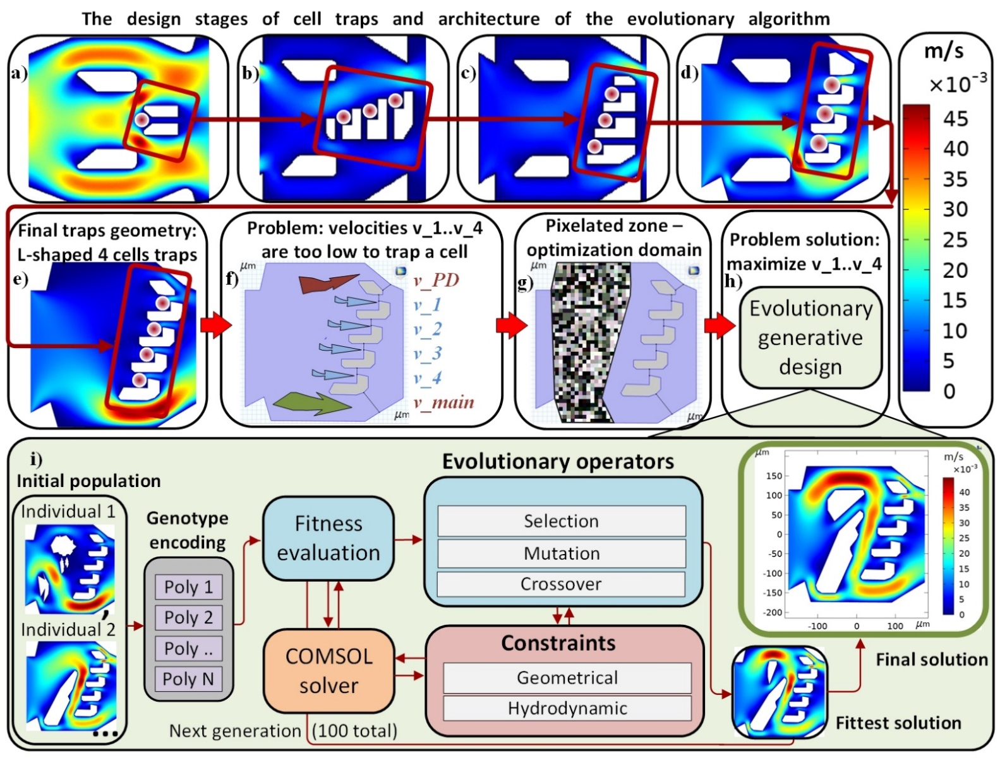 The design stages of cell traps and architecture of the evolutionary algorithm
a)
b)
c)
d)
m/s
×10⁻³
45
40
35
30
25
20
15
10
5
0
Final traps geometry:
L-shaped 4 cells traps
e)
Problem: velocities v_1..v_4
are too low to trap a cell
μm
f)
v_PD
v_1
v_2
v_3
v_4
v_main
μm
Pixelated zone –
optimization domain
μm
g)
μm
Problem solution:
maximize v_1..v_4
h)
Evolutionary
generative
design
i)
Initial population
Individual 1
,
Individual 2
...
Genotype
encoding
Poly 1
Poly 2
Poly ..
Poly N
Fitness
evaluation
COMSOL
solver
Next generation (100 total)
Evolutionary operators
Selection
Mutation
Crossover
Constraints
Geometrical
Hydrodynamic
μm
150
100
50
0
-50
-100
-150
-200
-100
0
100
μm
m/s
×10⁻³
40
35
30
25
20
15
10
5
0
Final solution
Fittest solution